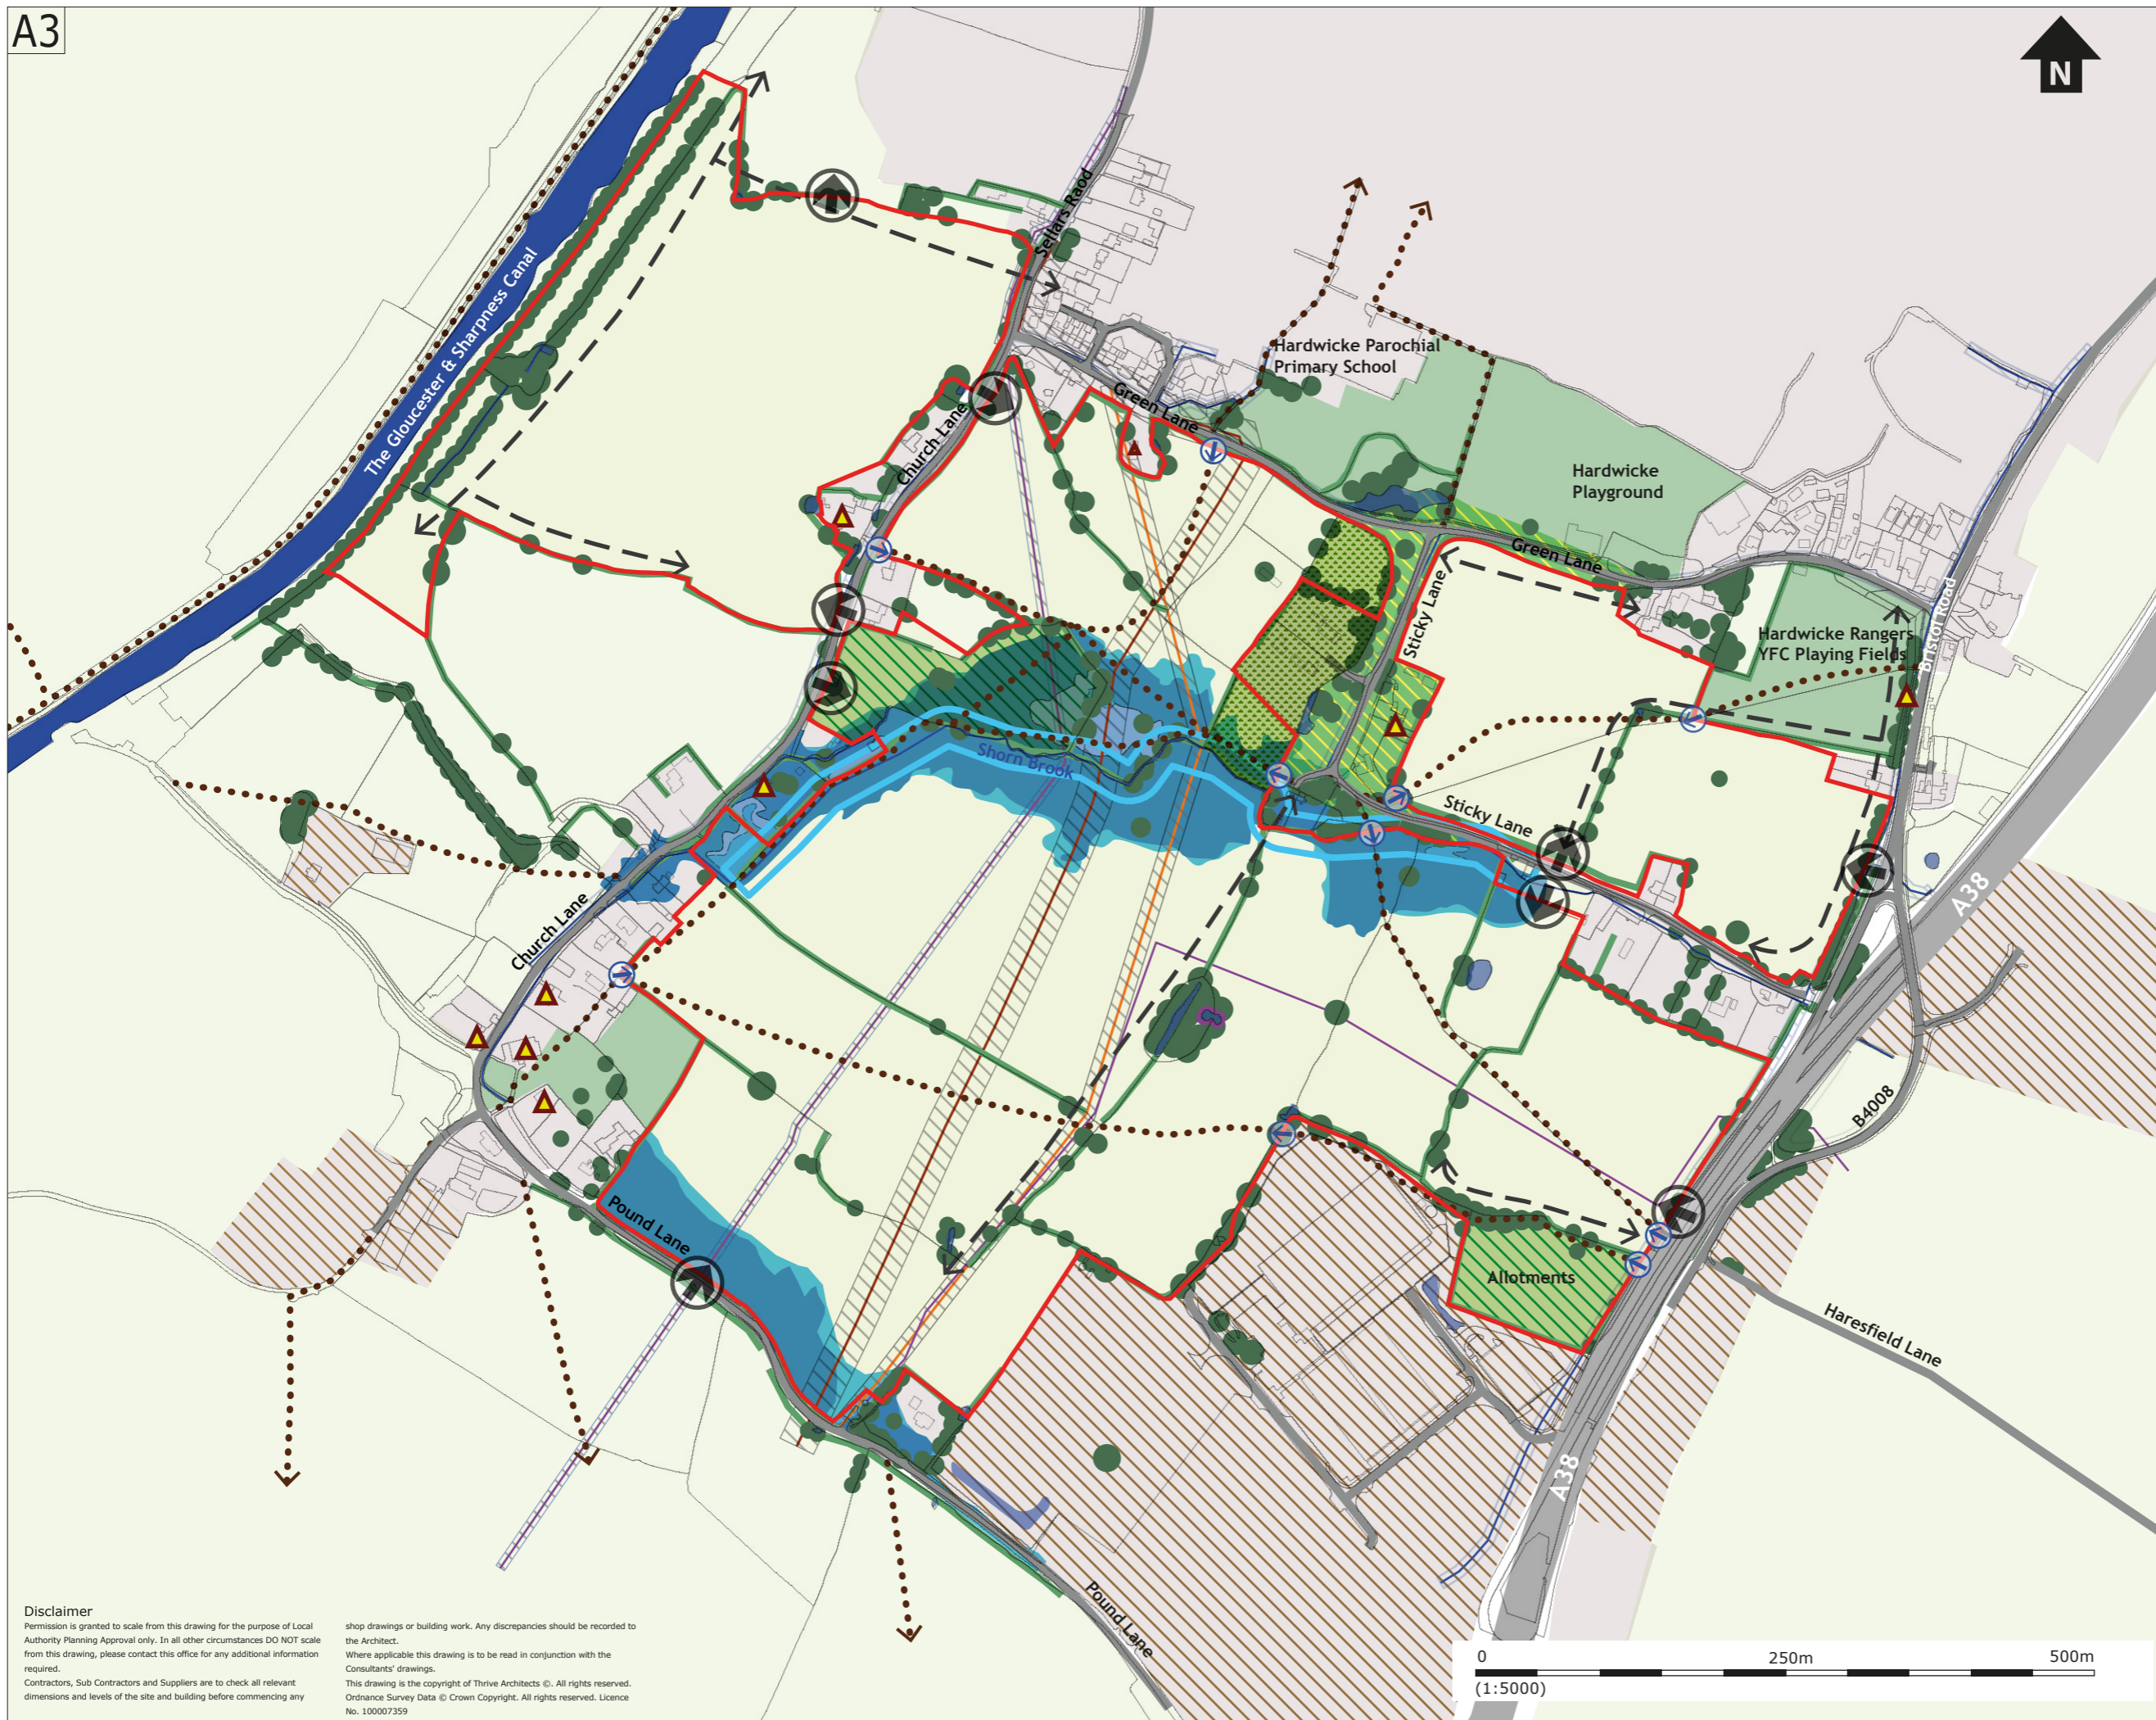 A3
N
Sellars Raod
The Gloucester & Sharpness Canal
Hardwicke Parochial
Primary School
Green Lane
Church Lane
Hardwicke
Playground
Green Lane
Sticky Lane
Hardwicke Rangers
YFC Playing Fields
Bristol Road
Shorn Brook
Sticky Lane
A38
Church Lane
B4008
Pound Lane
Allotments
Haresfield Lane
A38
Pound Lane
Disclaimer
Permission is granted to scale from this drawing for the purpose of Local
Authority Planning Approval only. In all other circumstances DO NOT scale
from this drawing, please contact this office for any additional information
required.
Contractors, Sub Contractors and Suppliers are to check all relevant
dimensions and levels of the site and building before commencing any
shop drawings or building work. Any discrepancies should be recorded to
the Architect.
Where applicable this drawing is to be read in conjunction with the
Consultants' drawings.
This drawing is the copyright of Thrive Architects ©. All rights reserved.
Ordnance Survey Data © Crown Copyright. All rights reserved. Licence
No. 100007359
0 250m 500m
(1:5000)